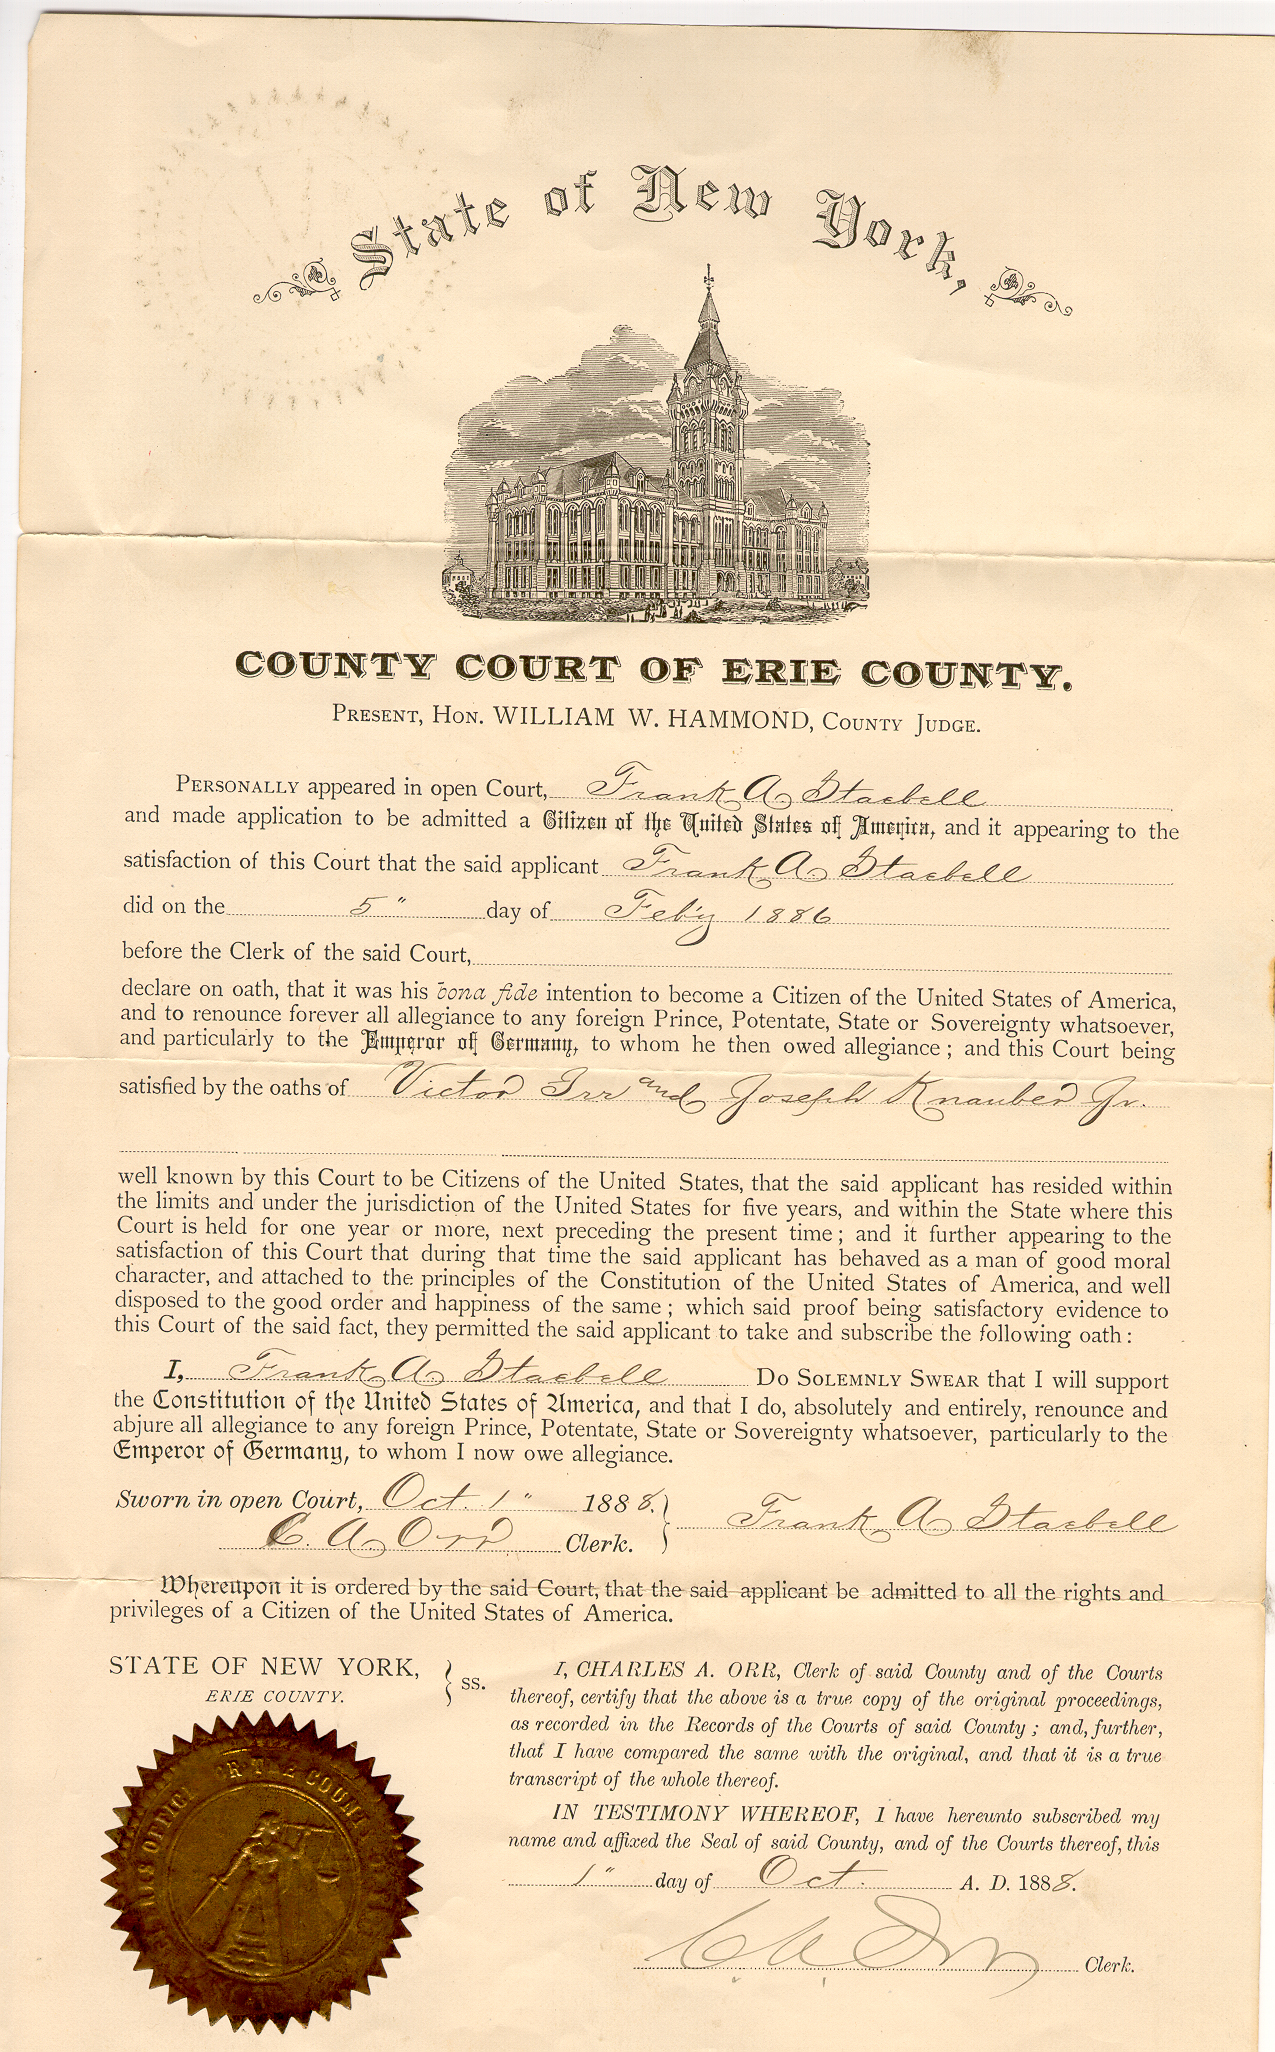 State of New York,
COUNTY COURT OF ERIE COUNTY.
PRESENT, HON. WILLIAM W. HAMMOND, COUNTY JUDGE.
PERSONALLY appeared in open Court, Frank A Staebell
and made application to be admitted a Citizen of the United States of America, and it appearing to the
satisfaction of this Court that the said applicant Frank A Staebell
did on the 5" day of Feb'y 1886
before the Clerk of the said Court,
declare on oath, that it was his bona fide intention to become a Citizen of the United States of America,
and to renounce forever all allegiance to any foreign Prince, Potentate, State or Sovereignty whatsoever,
and particularly to the Emperor of Germany, to whom he then owed allegiance; and this Court being
satisfied by the oaths of Victor Irr and Joseph Knauber Jr.
well known by this Court to be Citizens of the United States, that the said applicant has resided within
the limits and under the jurisdiction of the United States for five years, and within the State where this
Court is held for one year or more, next preceding the present time; and it further appearing to the
satisfaction of this Court that during that time the said applicant has behaved as a man of good moral
character, and attached to the principles of the Constitution of the United States of America, and well
disposed to the good order and happiness of the same; which said proof being satisfactory evidence to
this Court of the said fact, they permitted the said applicant to take and subscribe the following oath:
I, Frank A Staebell DO SOLEMNLY SWEAR that I will support
the Constitution of the United States of America, and that I do, absolutely and entirely, renounce and
abjure all allegiance to any foreign Prince, Potentate, State or Sovereignty whatsoever, particularly to the
Emperor of Germany, to whom I now owe allegiance.
Sworn in open Court, Oct. 1" 1888.
C. A. Orr Clerk.
Frank A Staebell
Whereupon it is ordered by the said Court, that the said applicant be admitted to all the rights and
privileges of a Citizen of the United States of America.
STATE OF NEW YORK,
ERIE COUNTY.
SS.
I, CHARLES A. ORR, Clerk of said County and of the Courts
thereof, certify that the above is a true copy of the original proceedings,
as recorded in the Records of the Courts of said County; and, further,
that I have compared the same with the original, and that it is a true
transcript of the whole thereof.
IN TESTIMONY WHEREOF, I have hereunto subscribed my
name and affixed the Seal of said County, and of the Courts thereof, this
1" day of Oct. A. D. 1888.
C. A. Orr Clerk.